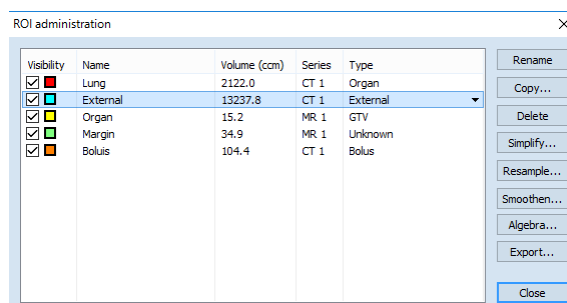 ROI administration
Visibility Name Volume (ccm) Series Type
Lung 2122.0 CT 1 Organ
External 13237.8 CT 1 External
Organ 15.2 MR 1 GTV
Margin 34.9 MR 1 Unknown
Boluis 104.4 CT 1 Bolus
Rename
Copy...
Delete
Simplify...
Resample...
Smoothen...
Algebra...
Export...
Close